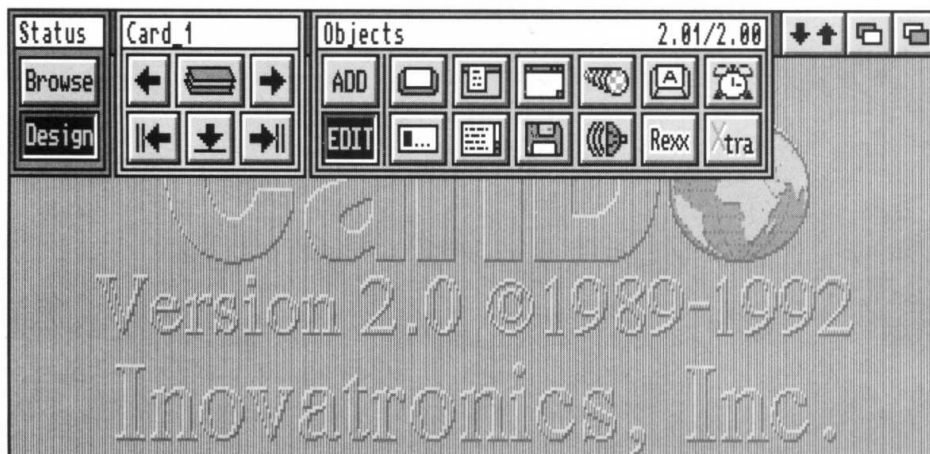 Status Card_1 Objects 2.01/2.00
Browse ADD A
Design EDIT ... Rexx Xtra
CanDo
Version 2.0 ©1989-1992
Inovatronics, Inc.